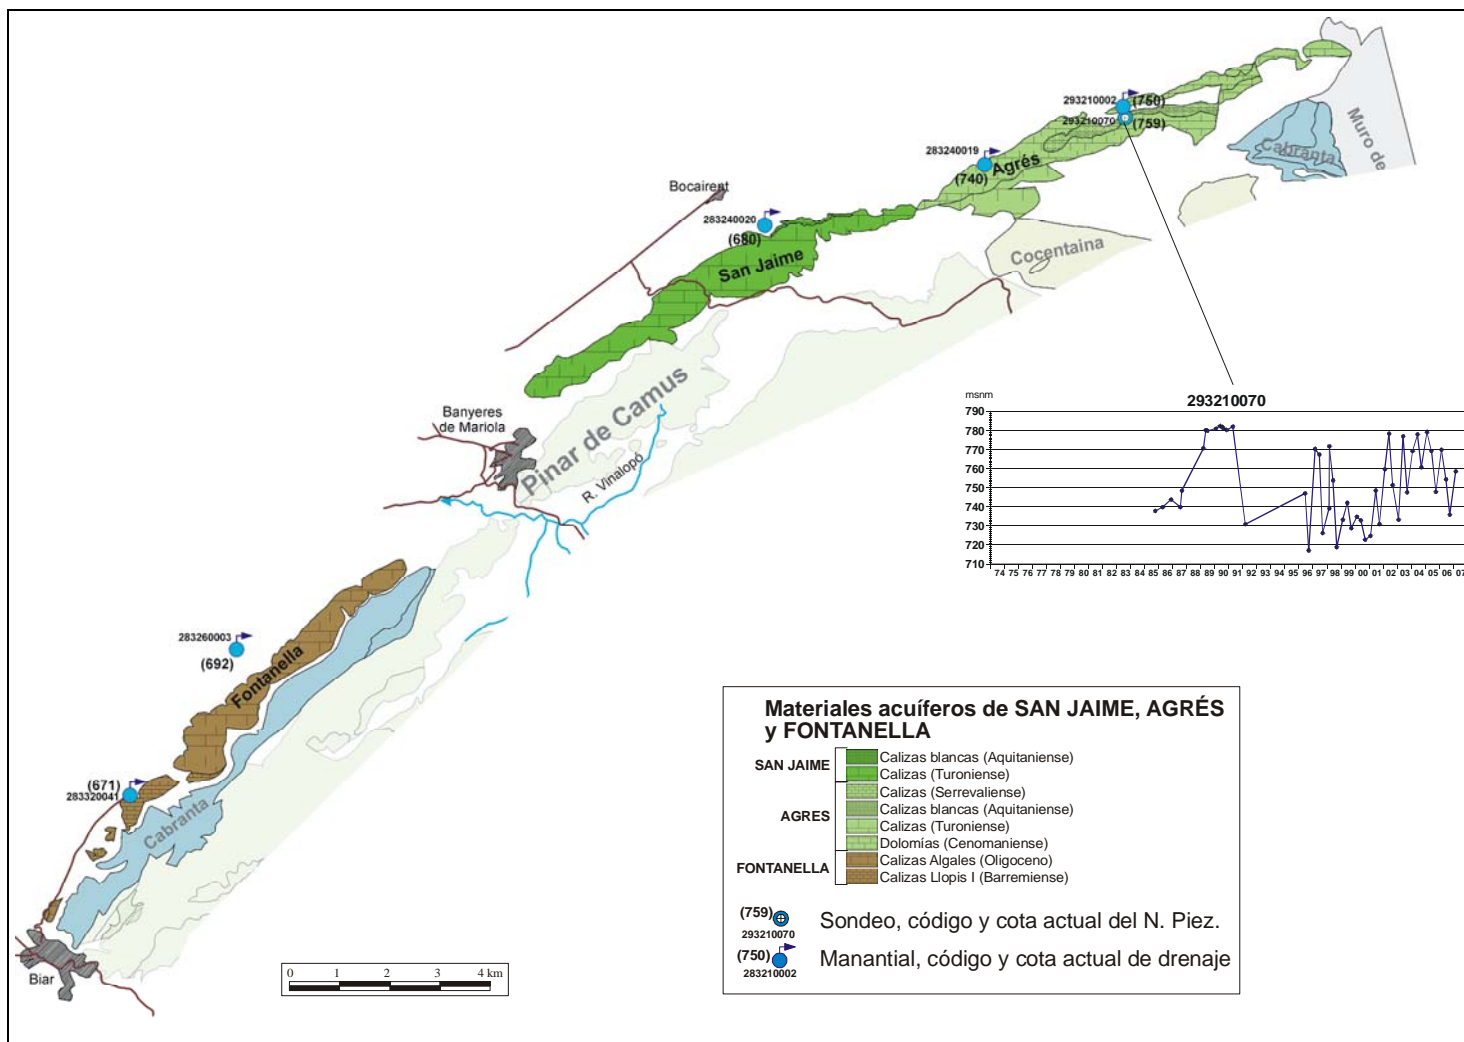 293210002
(750)
293210070
(759)
Muro de
Cabranta
283240019
Agrés
(740)
Bocairent
283240020
(680)
San Jaime
Cocentaina
Pinar de Camus
Banyeres
de Mariola
R. Vinalopó
msnm
293210070
790
780
770
760
750
740
730
720
710
74 75 76 77 78 79 80 81 82 83 84 85 86 87 88 89 90 91 92 93 94 95 96 97 98 99 00 01 02 03 04 05 06 07
283260003
(692)
Fontanella
(671)
283320041
Cabranta
Biar
0 1 2 3 4 km
Materiales acuíferos de SAN JAIME, AGRÉS
y FONTANELLA
SAN JAIME
Calizas blancas (Aquitaniense)
Calizas (Turoniense)
AGRES
Calizas (Serrevaliense)
Calizas blancas (Aquitaniense)
Calizas (Turoniense)
Dolomías (Cenomaniense)
FONTANELLA
Calizas Algales (Oligoceno)
Calizas Llopis I (Barremiense)
(759)
293210070
Sondeo, código y cota actual del N. Piez.
(750)
283210002
Manantial, código y cota actual de drenaje